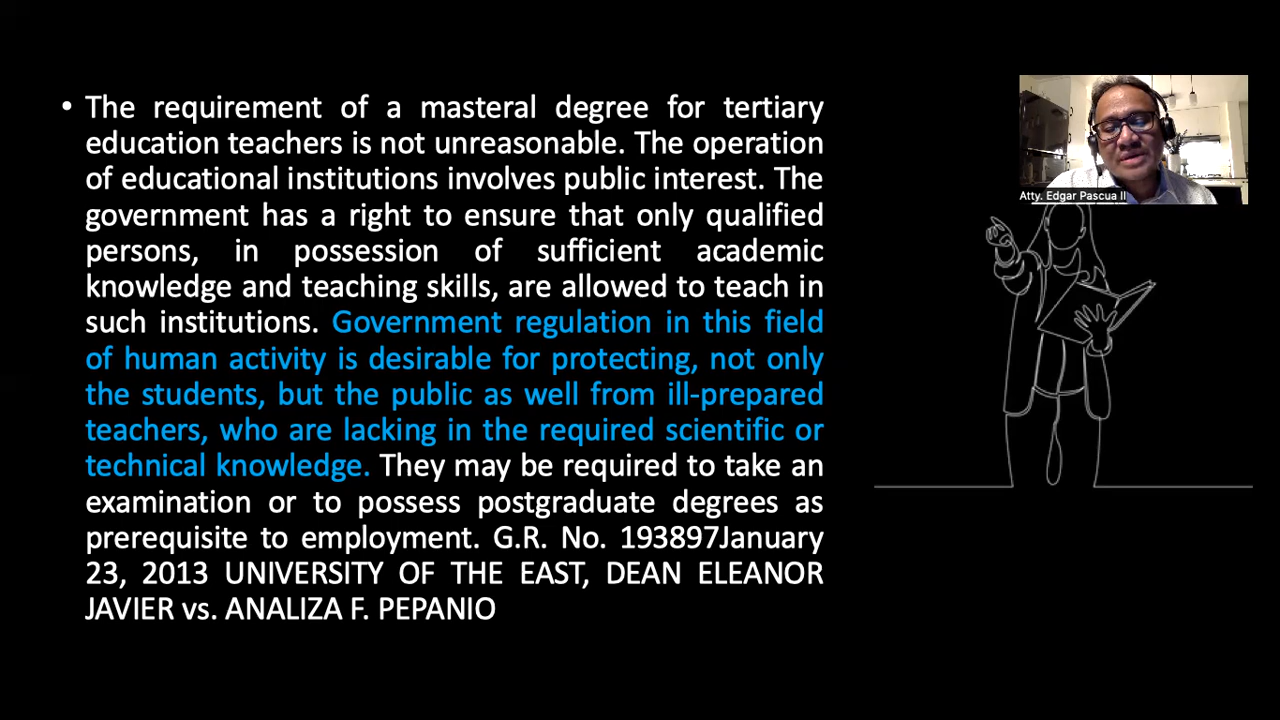 • The requirement of a masteral degree for tertiary
education teachers is not unreasonable. The operation
of educational institutions involves public interest. The
government has a right to ensure that only qualified
persons, in possession of sufficient academic
knowledge and teaching skills, are allowed to teach in
such institutions. Government regulation in this field
of human activity is desirable for protecting, not only
the students, but the public as well from ill-prepared
teachers, who are lacking in the required scientific or
technical knowledge. They may be required to take an
examination or to possess postgraduate degrees as
prerequisite to employment. G.R. No. 193897January
23, 2013 UNIVERSITY OF THE EAST, DEAN ELEANOR
JAVIER vs. ANALIZA F. PEPANIO
Atty. Edgar Pascua II